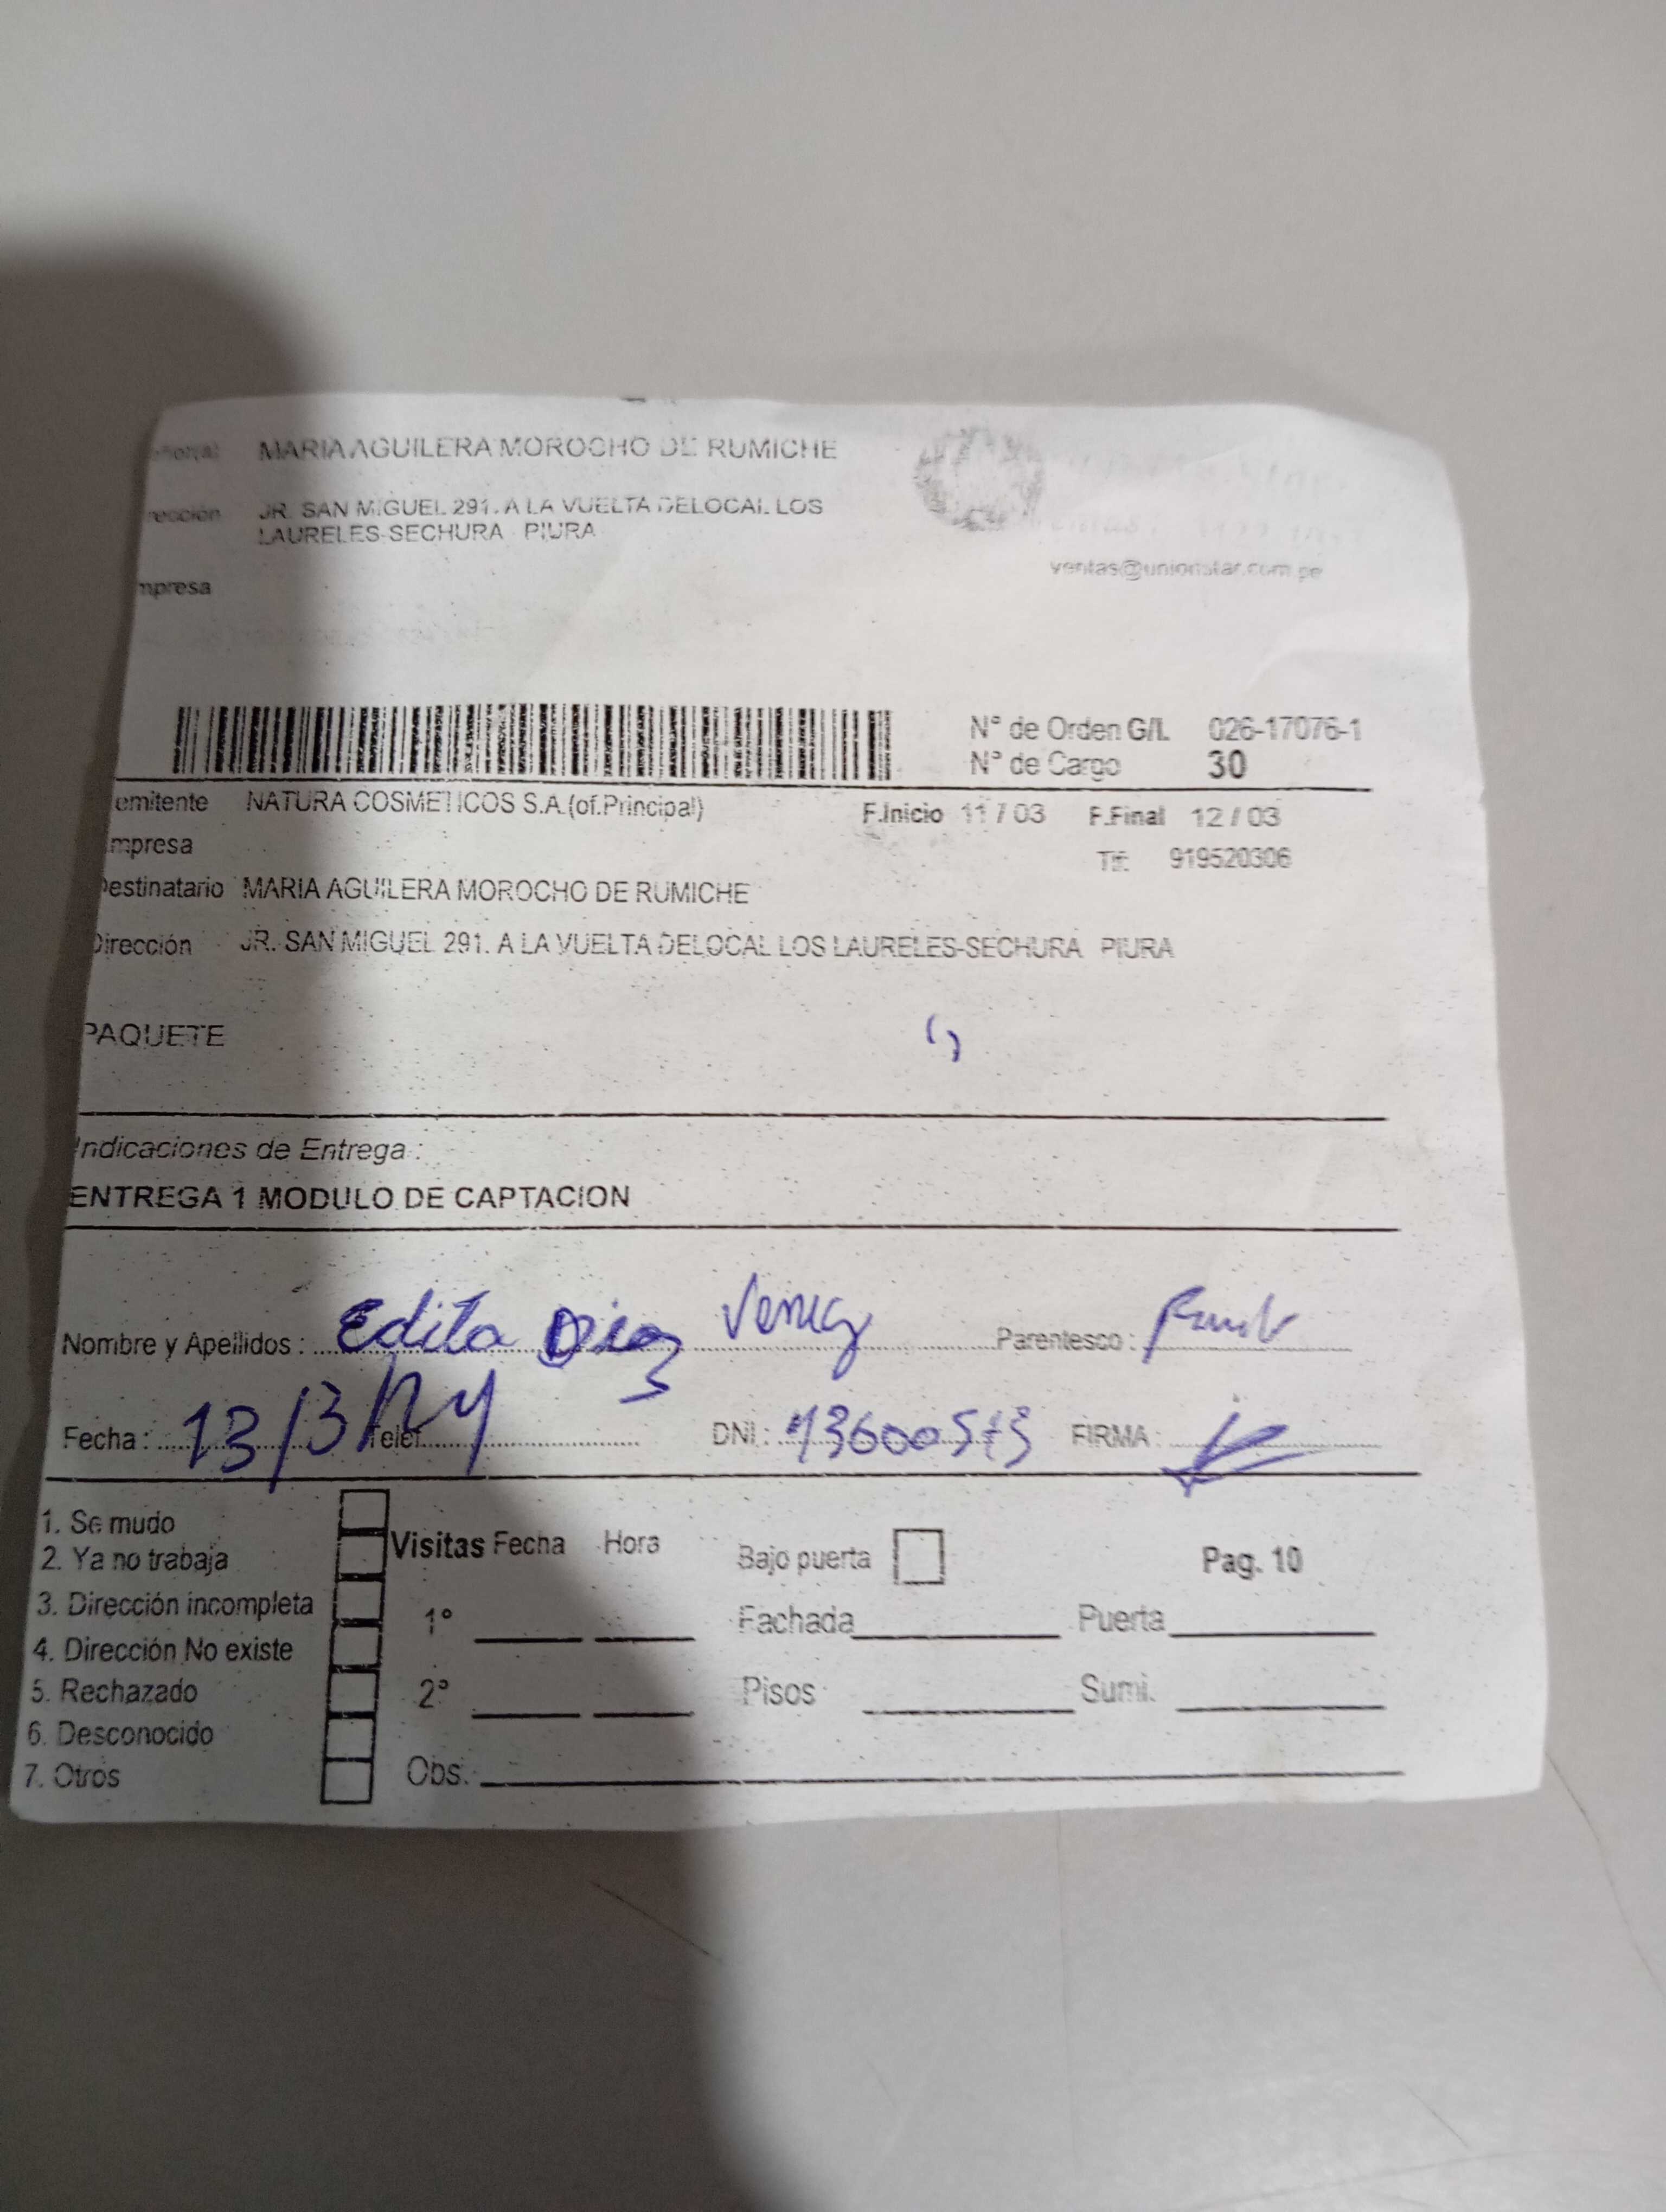 MARIA AGUILERA MOROCHO DE RUMICHE
rección JR. SAN MIGUEL 291. A LA VUELTA DELOCAL LOS
LAURELES-SECHURA PIURA
ventas@unionstar.com.pe
mpresa
N° de Orden G/L 026-17076-1
N° de Cargo 30
emitente NATURA COSMETICOS S.A.(of.Principal) F.Inicio 11 / 03 F.Final 12 / 03
mpresa Tlf: 919520306
Destinatario MARIA AGUILERA MOROCHO DE RUMICHE
Dirección JR. SAN MIGUEL 291. A LA VUELTA DELOCAL LOS LAURELES-SECHURA PIURA
PAQUETE
Indicaciones de Entrega :
ENTREGA 1 MODULO DE CAPTACION
Nombre y Apellidos : Edita Diaz Parentesco :
Fecha : 13/3/24 Telef. DNI : FIRMA :
1. Se mudo
2. Ya no trabaja Visitas Fecha Hora Bajo puerta Pag. 10
3. Dirección incompleta 1° Fachada Puerta
4. Dirección No existe
5. Rechazado 2° Pisos Sumi.
6. Desconocido
7. Otros Obs.